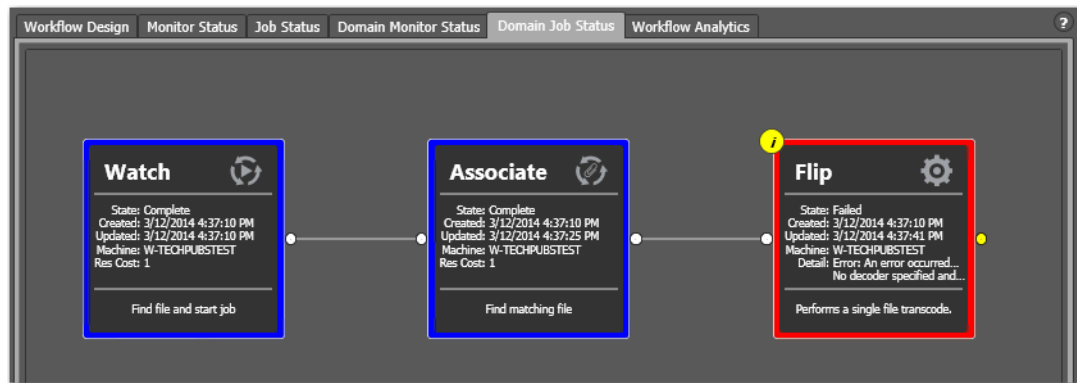 Workflow Design Monitor Status Job Status Domain Monitor Status Domain Job Status Workflow Analytics ?
Watch
State: Complete
Created: 3/12/2014 4:37:10 PM
Updated: 3/12/2014 4:37:10 PM
Machine: W-TECHPUBSTEST
Res Cost: 1
Find file and start job
Associate
State: Complete
Created: 3/12/2014 4:37:10 PM
Updated: 3/12/2014 4:37:25 PM
Machine: W-TECHPUBSTEST
Res Cost: 1
Find matching file
i
Flip
State: Failed
Created: 3/12/2014 4:37:10 PM
Updated: 3/12/2014 4:37:41 PM
Machine: W-TECHPUBSTEST
Detail: Error: An error occurred...
No decoder specified and...
Performs a single file transcode.